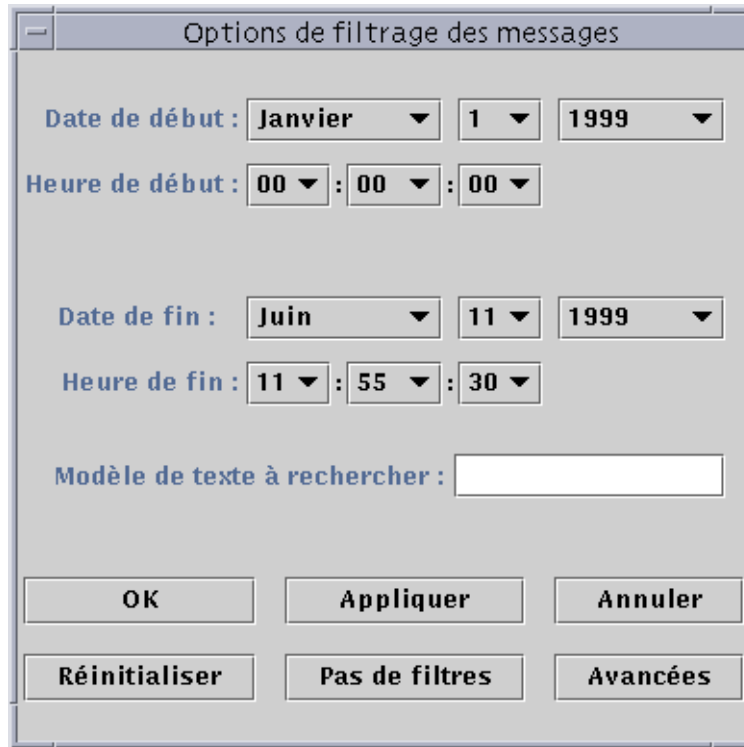 Options de filtrage des messages
Date de début : Janvier 1 1999
Heure de début : 00 : 00 : 00
Date de fin : Juin 11 1999
Heure de fin : 11 : 55 : 30
Modèle de texte à rechercher :
OK Appliquer Annuler
Réinitialiser Pas de filtres Avancées